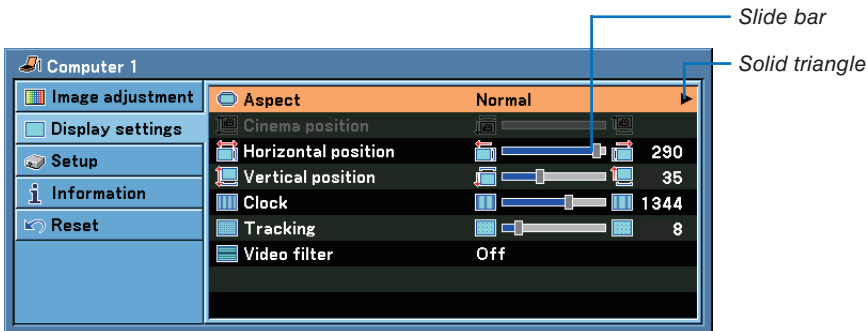 Slide bar
Solid triangle
Computer 1
Image adjustment
Display settings
Setup
Information
Reset
Aspect Normal
Cinema position
Horizontal position 290
Vertical position 35
Clock 1344
Tracking 8
Video filter Off